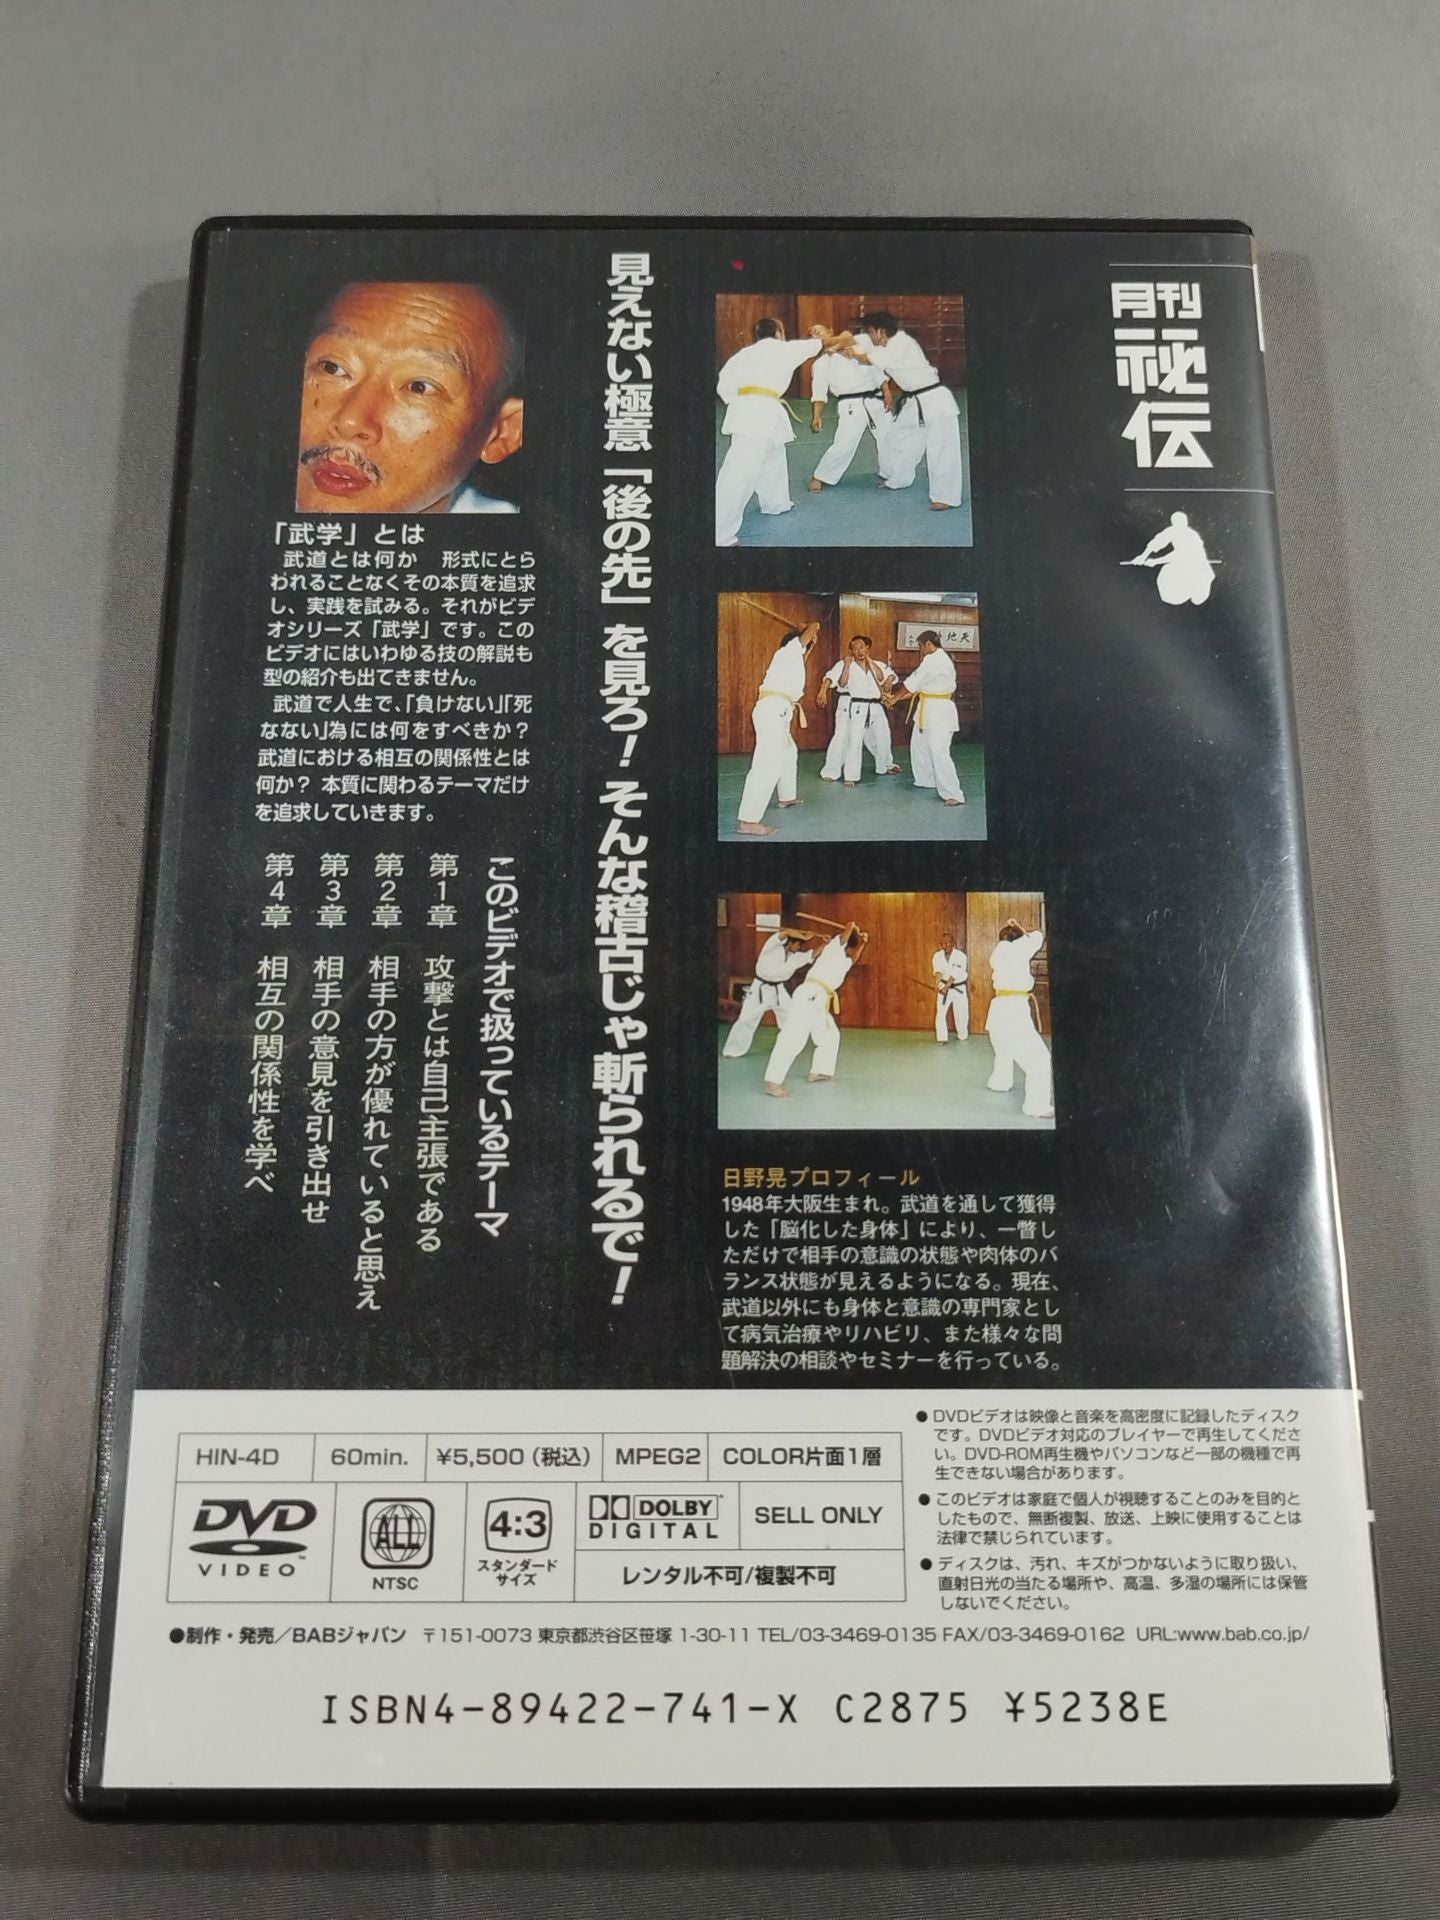 月刊
秘伝
見えない極意「後の先」を見ろ！そんな稽古じゃ斬られるで！
「武学」とは
武道とは何か　形式にとら
われることなくその本質を追求
し、実践を試みる。それがビデ
オシリーズ「武学」です。この
ビデオにはいわゆる技の解説も
型の紹介も出てきません。
武道で人生で、「負けない」「死
なない」為には何をすべきか？
武道における相互の関係性とは
何か？ 本質に関わるテーマだけ
を追求していきます。
このビデオで扱っているテーマ
第1章　攻撃とは自己主張である
第2章　相手の方が優れていると思え
第3章　相手の意見を引き出せ
第4章　相互の関係性を学べ
日野晃プロフィール
1948年大阪生まれ。武道を通して獲得
した「脳化した身体」により、一瞥し
ただけで相手の意識の状態や肉体のバ
ランス状態が見えるようになる。現在、
武道以外にも身体と意識の専門家とし
て病気治療やリハビリ、また様々な問
題解決の相談やセミナーを行っている。
HIN-4D 60min. ¥5,500（税込） MPEG2 COLOR片面1層
DVD
VIDEO
ALL
NTSC
4:3
スタンダード
サイズ
DOLBY
DIGITAL
SELL ONLY
レンタル不可/複製不可
●DVDビデオは映像と音楽を高密度に記録したディスク
です。DVDビデオ対応のプレイヤーで再生してくださ
い。DVD-ROM再生機やパソコンなど一部の機種で再
生できない場合があります。
●このビデオは家庭で個人が視聴することのみを目的と
したもので、無断複製、放送、上映に使用することは
法律で禁じられています。
●ディスクは、汚れ、キズがつかないように取り扱い、
直射日光の当たる場所や、高温、多湿の場所には保管
しないでください。
●制作・発売／BABジャパン 〒151-0073 東京都渋谷区笹塚 1-30-11 TEL/03-3469-0135 FAX/03-3469-0162 URL:www.bab.co.jp/
ISBN4-89422-741-X C2875 ¥5238E